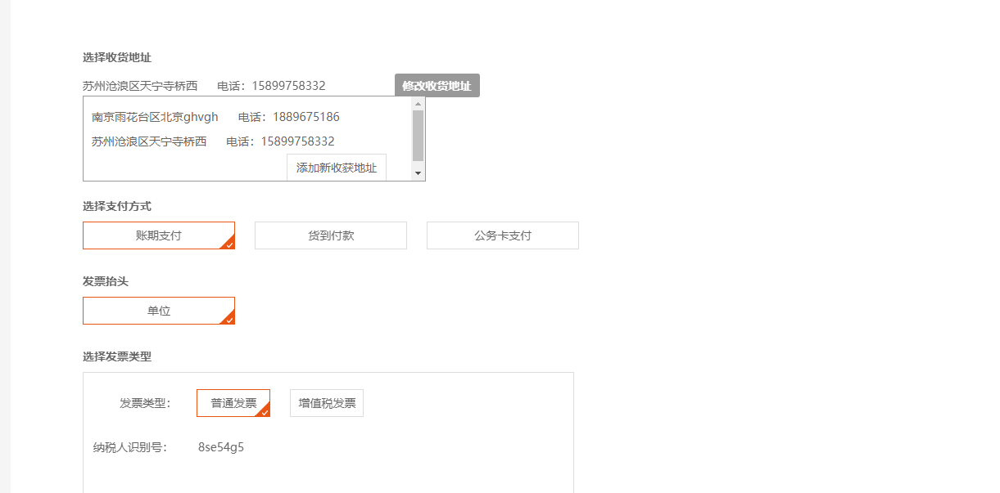 选择收货地址
苏州沧浪区天宁寺桥西 电话：15899758332 修改收货地址
南京雨花台区北京ghvgh 电话：1889675186
苏州沧浪区天宁寺桥西 电话：15899758332
添加新收获地址
选择支付方式
账期支付 货到付款 公务卡支付
发票抬头
单位
选择发票类型
发票类型： 普通发票 增值税发票
纳税人识别号： 8se54g5